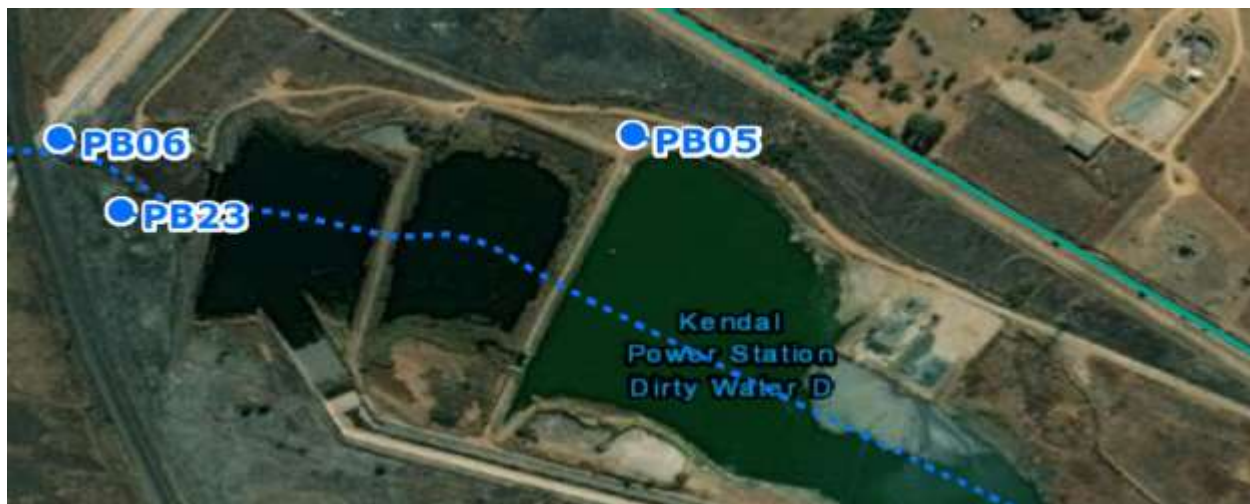 PB06
PB05
PB23
Kendal
Power Station
Dirty Water D